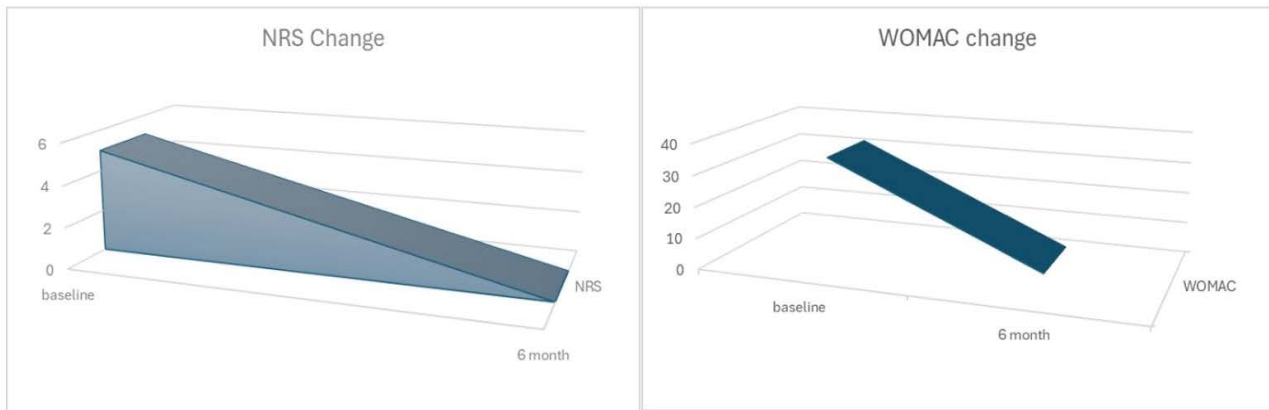 NRS Change
6
4
2
0
baseline
6 month
NRS
WOMAC change
40
30
20
10
0
baseline
6 month
WOMAC